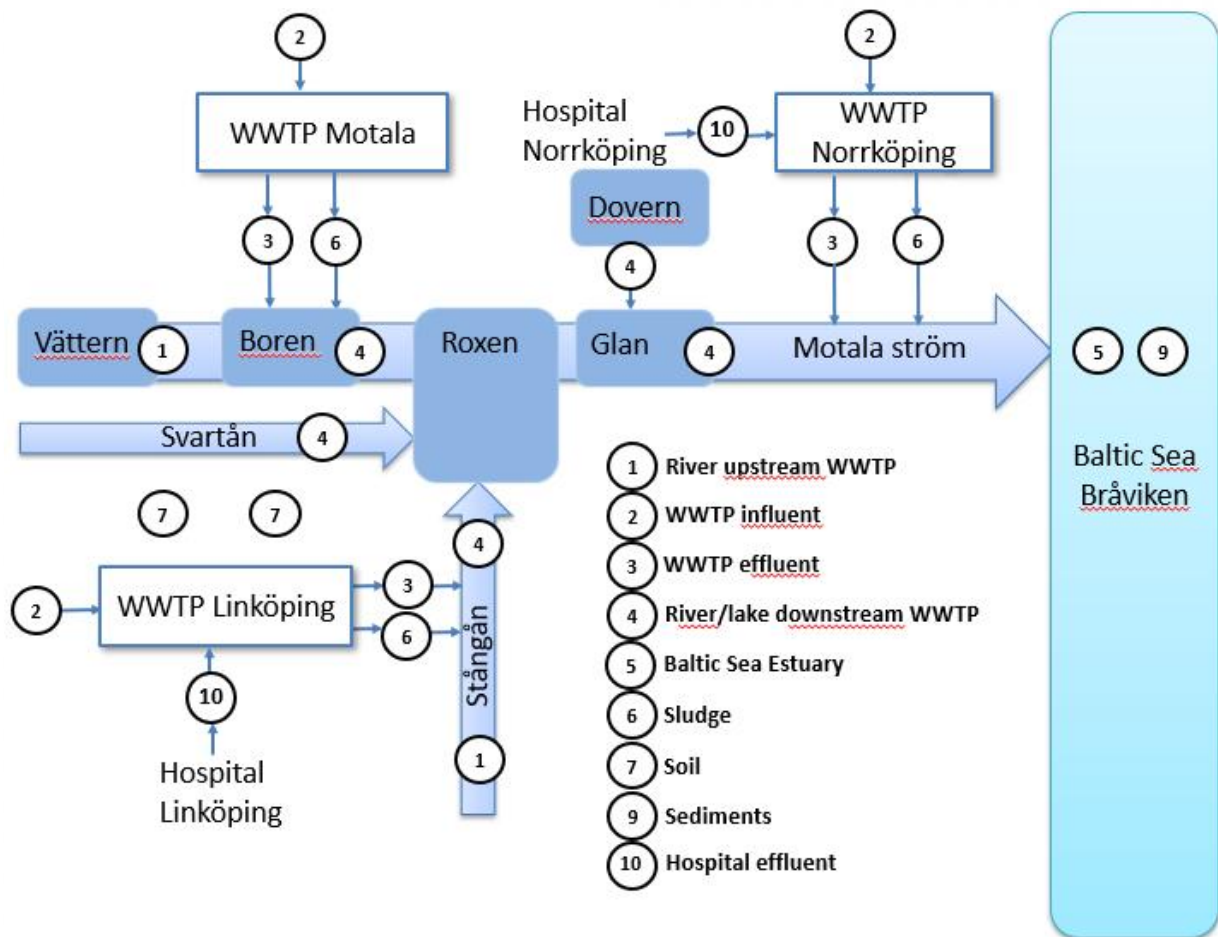 2
2
WWTP Motala
Hospital
Norrköping
10
WWTP
Norrköping
Dovern
3
6
4
3
6
Vättern
1
Boren
4
Roxen
Glan
4
Motala ström
5
9
Svartån
4
Baltic Sea
Bråviken
7
7
4
2
WWTP Linköping
3
6
Stångån
10
1
Hospital
Linköping
1 River upstream WWTP
2 WWTP influent
3 WWTP effluent
4 River/lake downstream WWTP
5 Baltic Sea Estuary
6 Sludge
7 Soil
9 Sediments
10 Hospital effluent